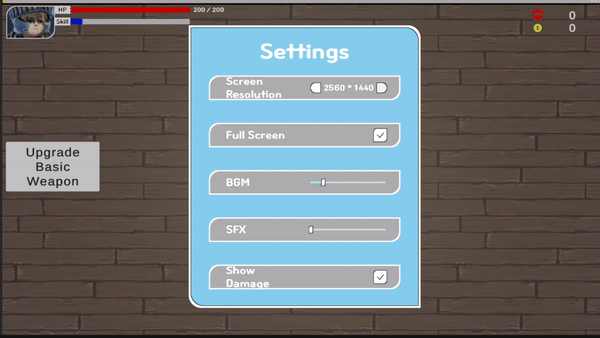 HP
200 / 200
Skill
0
0
Settings
Screen
Resolution
2560 * 1440
Full Screen
BGM
SFX
Show
Damage
Upgrade
Basic
Weapon